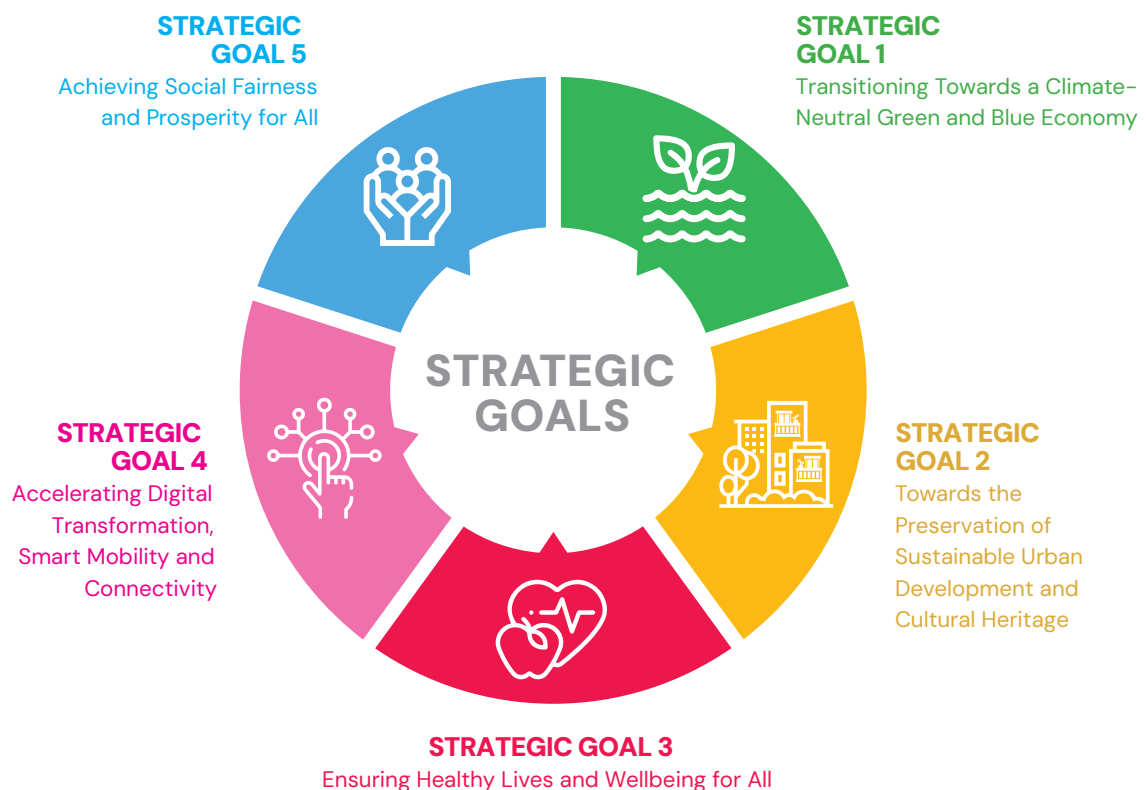 STRATEGIC
GOAL 5
Achieving Social Fairness
and Prosperity for All
STRATEGIC
GOAL 1
Transitioning Towards a Climate-
Neutral Green and Blue Economy
STRATEGIC
GOALS
STRATEGIC
GOAL 4
Accelerating Digital
Transformation,
Smart Mobility and
Connectivity
STRATEGIC
GOAL 2
Towards the
Preservation of
Sustainable Urban
Development and
Cultural Heritage
STRATEGIC GOAL 3
Ensuring Healthy Lives and Wellbeing for All